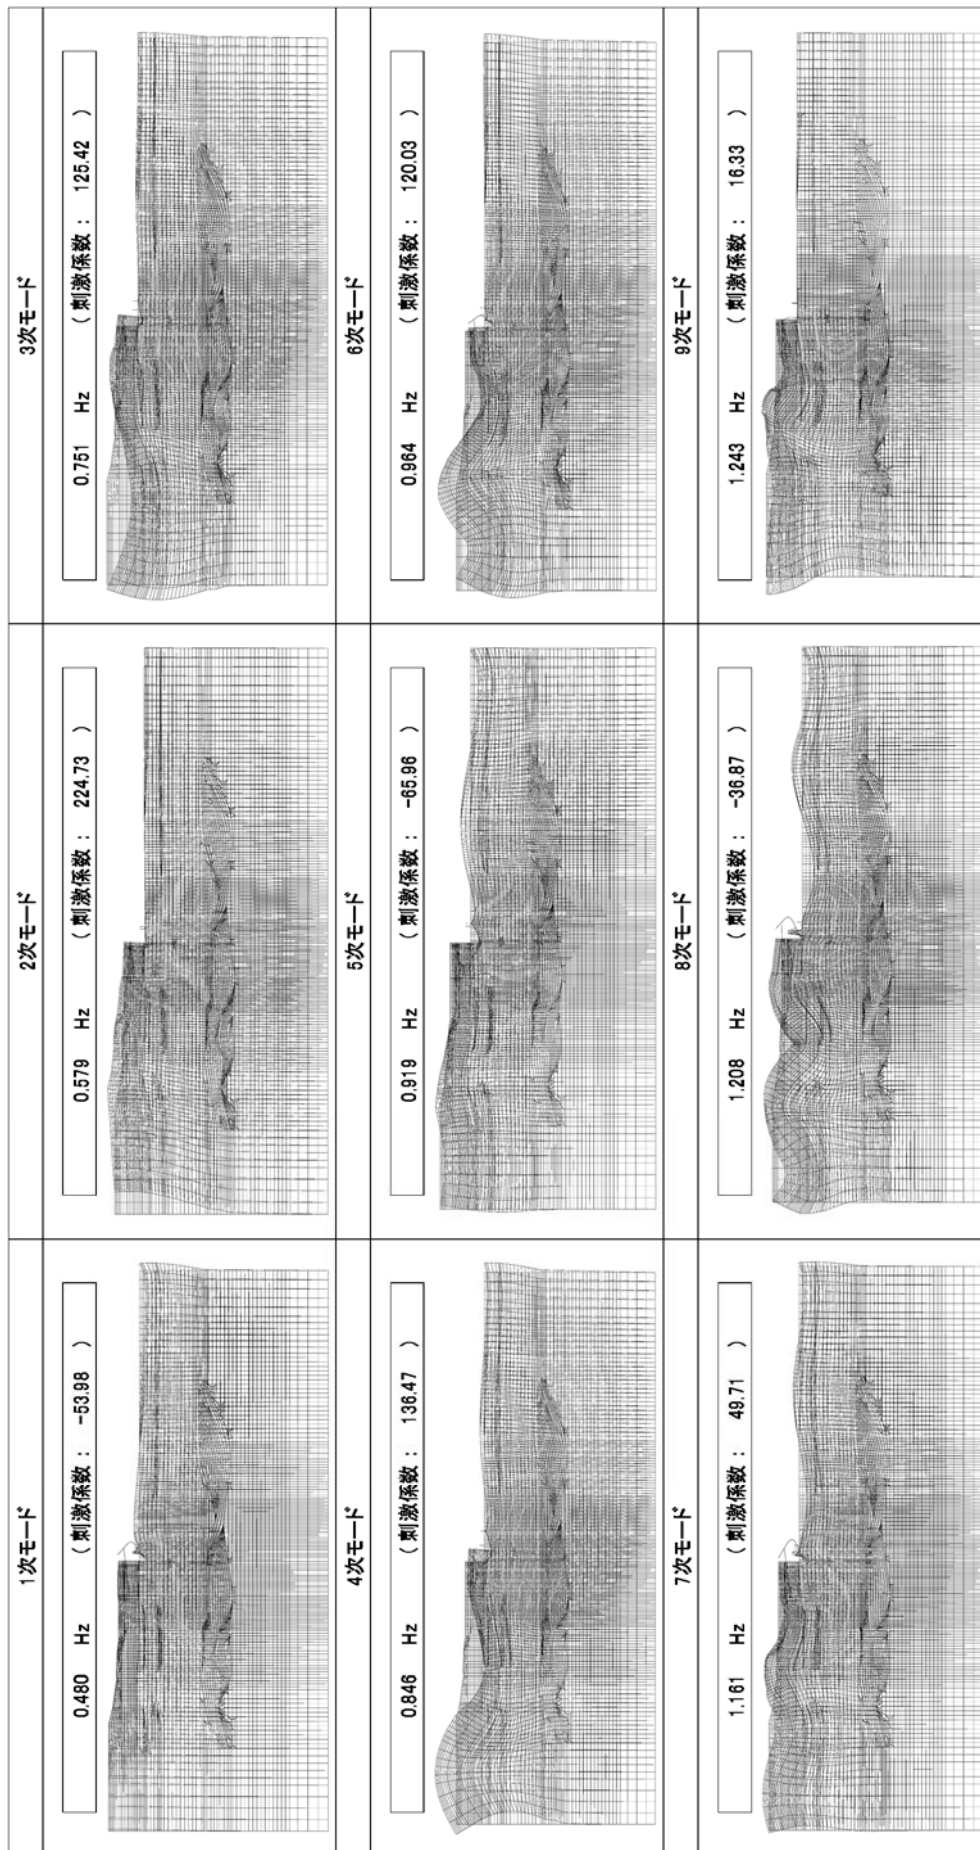 1次モード
0.480 Hz (刺激係数： -53.98 )
2次モード
0.579 Hz (刺激係数： 224.73 )
3次モード
0.751 Hz (刺激係数： 125.42 )
4次モード
0.846 Hz (刺激係数： 136.47 )
5次モード
0.919 Hz (刺激係数： -65.96 )
6次モード
0.964 Hz (刺激係数： 120.03 )
7次モード
1.161 Hz (刺激係数： 49.71 )
8次モード
1.208 Hz (刺激係数： -36.87 )
9次モード
1.243 Hz (刺激係数： 16.33 )